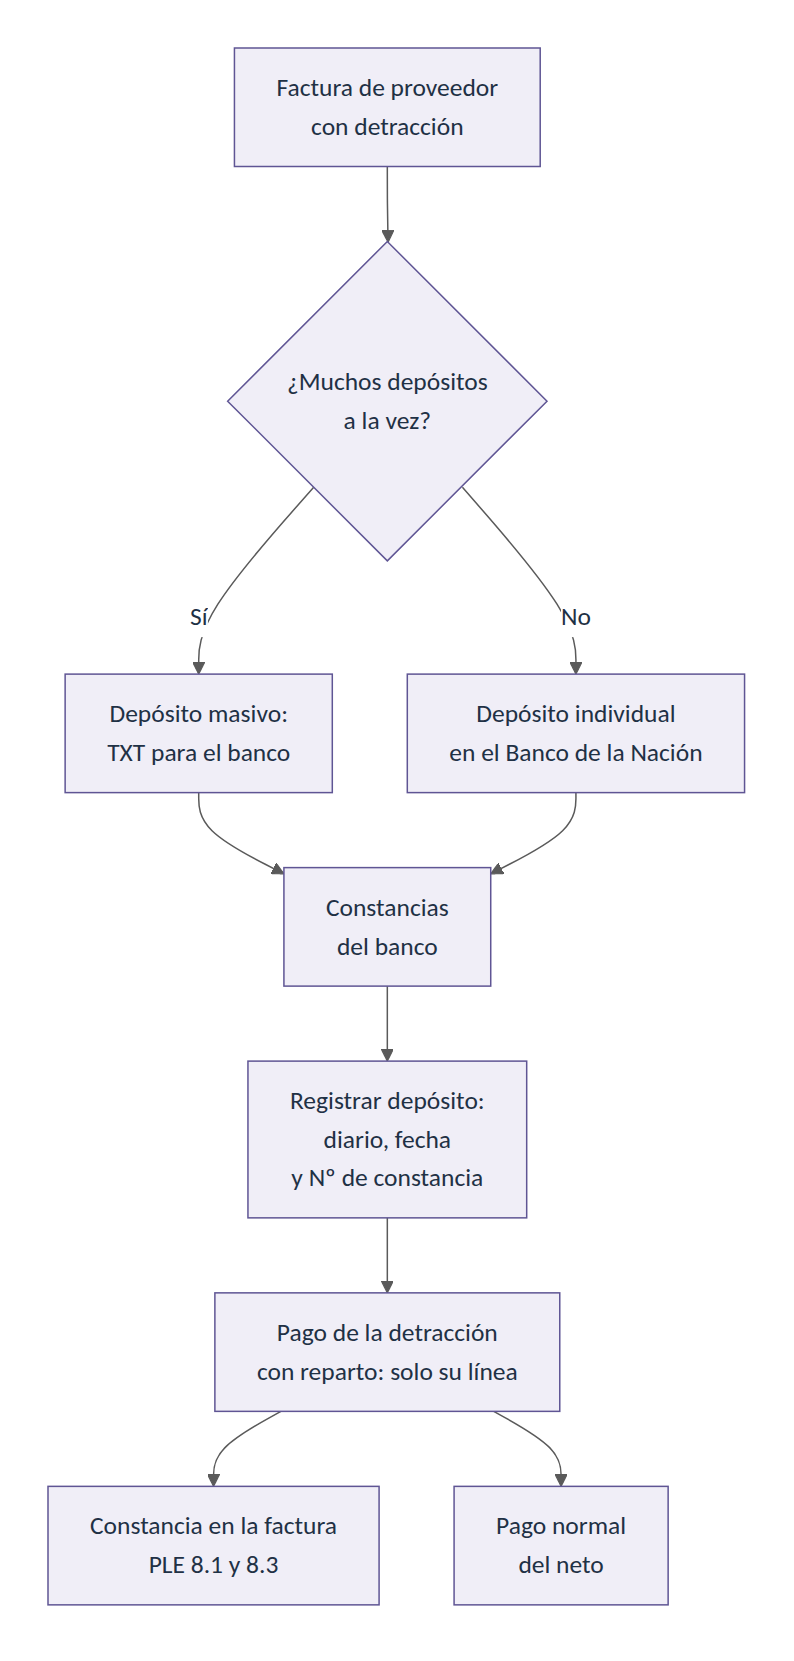 Factura de proveedor
con detracción
¿Muchos depósitos
a la vez?
Sí
No
Depósito masivo:
TXT para el banco
Depósito individual
en el Banco de la Nación
Constancias
del banco
Registrar depósito:
diario, fecha
y Nº de constancia
Pago de la detracción
con reparto: solo su línea
Constancia en la factura
PLE 8.1 y 8.3
Pago normal
del neto